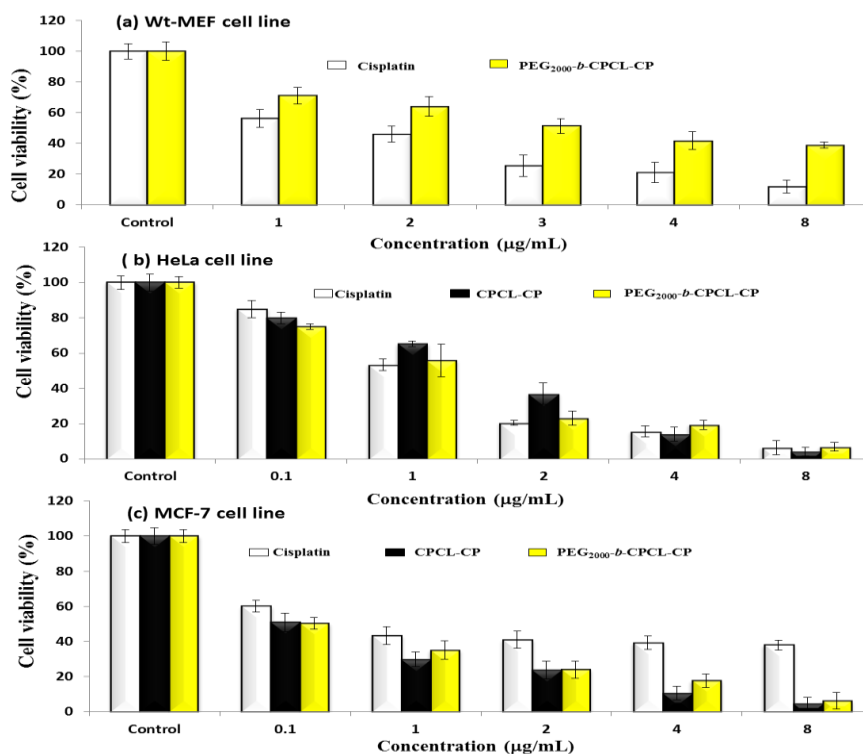 (a) Wt-MEF cell line
Cisplatin
PEG2000-b-CPCL-CP
Cell viability (%)
120
100
80
60
40
20
0
Control 1 2 3 4 8
Concentration (µg/mL)
( b) HeLa cell line
Cisplatin CPCL-CP PEG2000-b-CPCL-CP
Cell viability (%)
120
100
80
60
40
20
0
Control 0.1 1 2 4 8
Concentration (µg/mL)
(c) MCF-7 cell line
Cisplatin CPCL-CP PEG2000-b-CPCL-CP
Cell viability (%)
120
100
80
60
40
20
0
Control 0.1 1 2 4 8
Concentration (µg/mL)